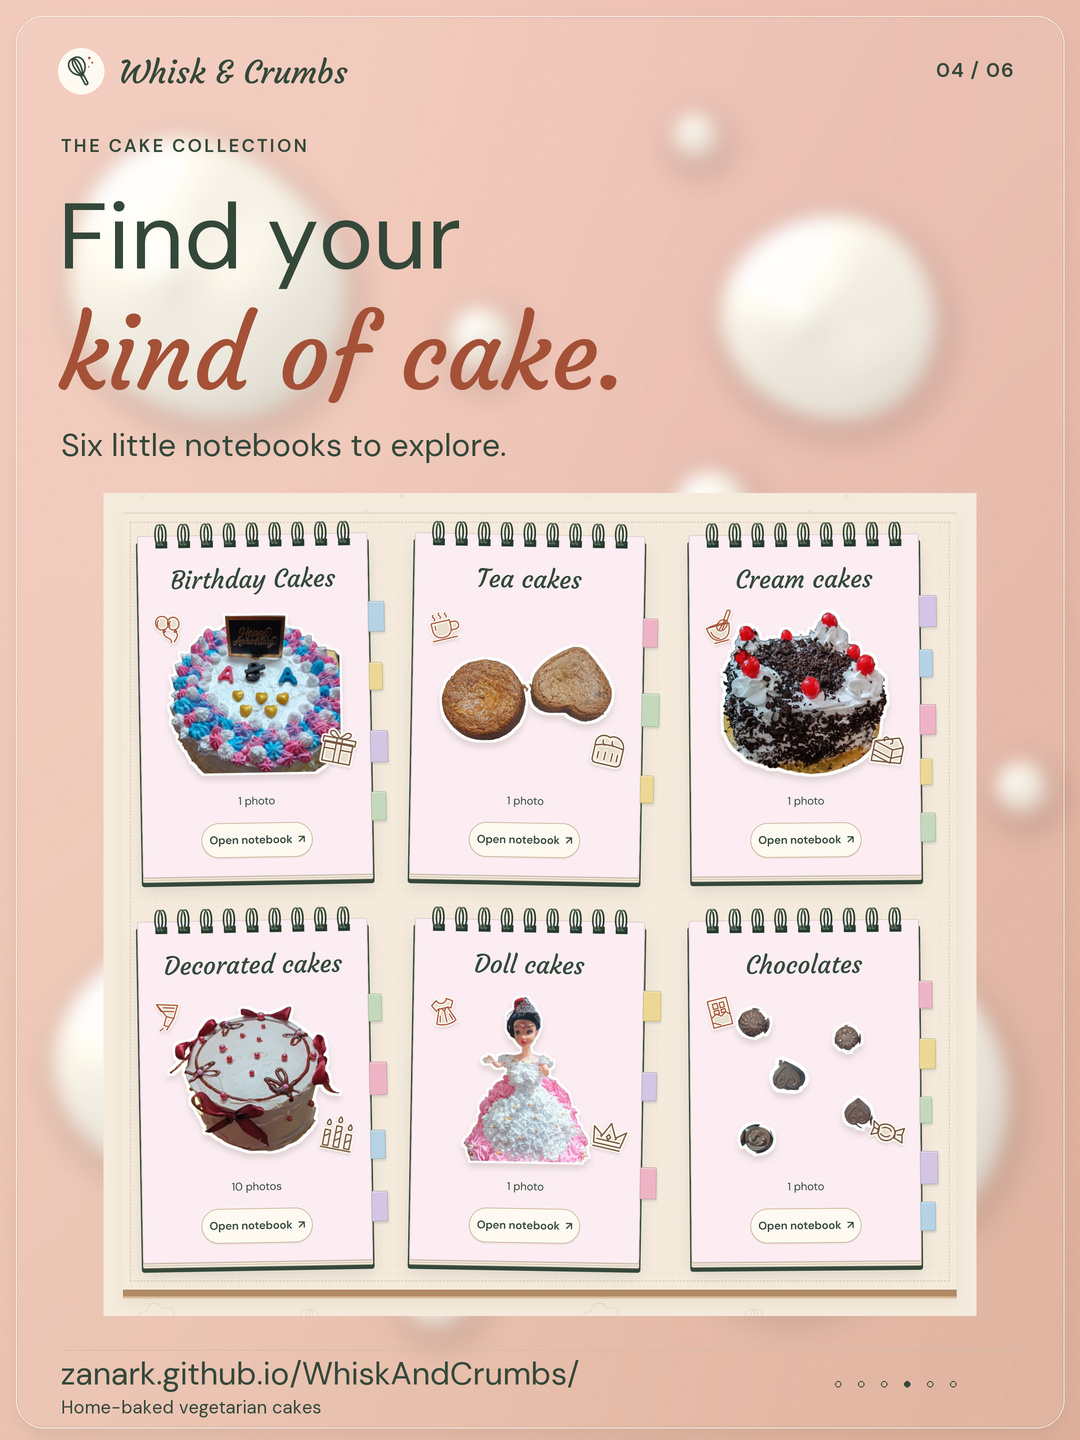 Whisk & Crumbs
04 / 06
THE CAKE COLLECTION
Find your
kind of cake.
Six little notebooks to explore.
Birthday Cakes
Happy
Anniversary
A & A
1 photo
Open notebook ↗
Tea cakes
1 photo
Open notebook ↗
Cream cakes
1 photo
Open notebook ↗
Decorated cakes
10 photos
Open notebook ↗
Doll cakes
1 photo
Open notebook ↗
Chocolates
1 photo
Open notebook ↗
zanark.github.io/WhiskAndCrumbs/
Home-baked vegetarian cakes